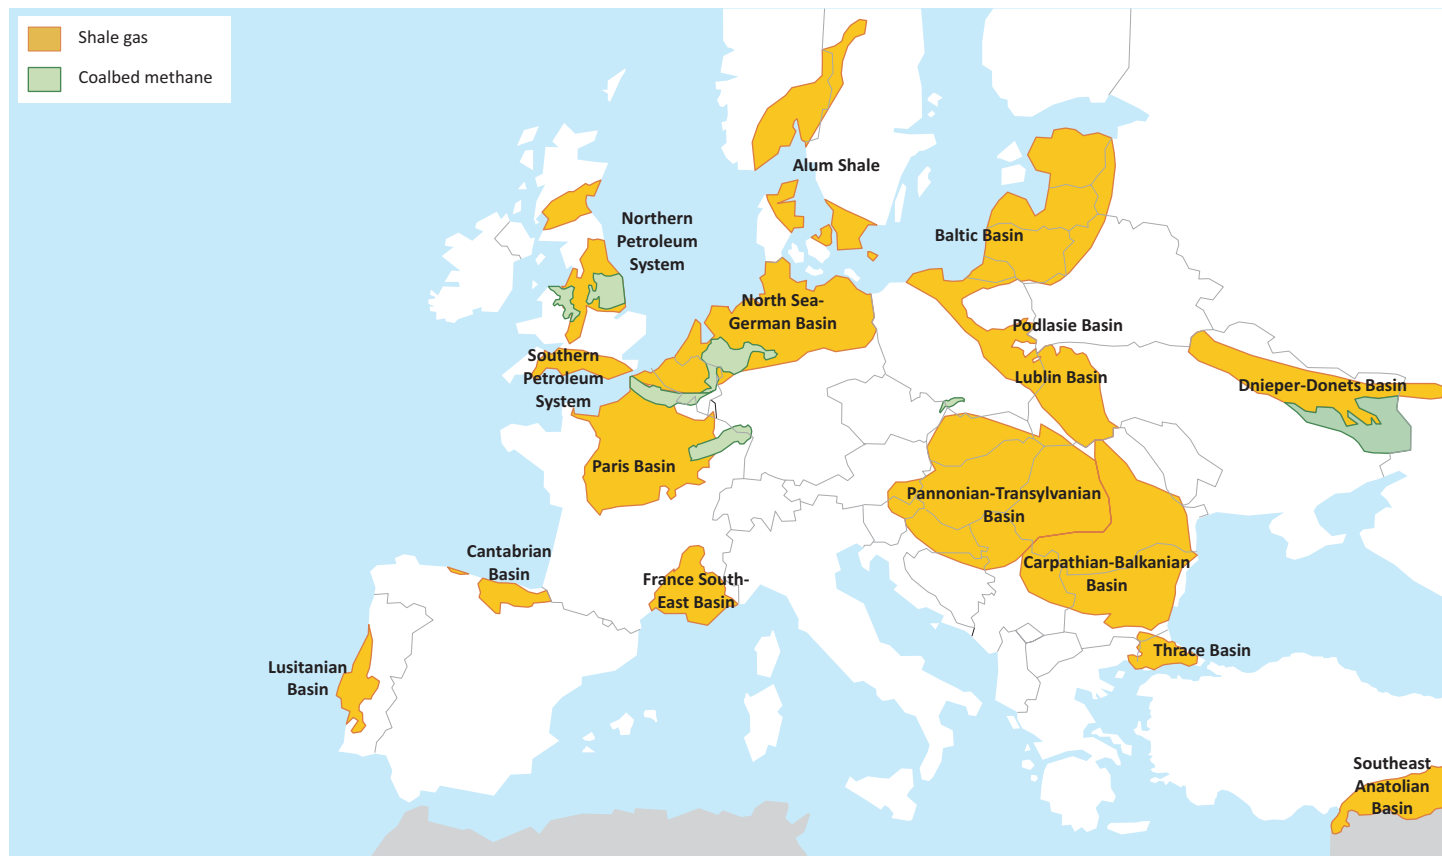 Shale gas
Coalbed methane
Alum Shale
Northern
Petroleum
System
Baltic Basin
North Sea-
German Basin
Podlasie Basin
Southern
Petroleum
System
Lublin Basin
Dnieper-Donets Basin
Paris Basin
Pannonian-Transylvanian
Basin
Cantabrian
Basin
France South-
East Basin
Carpathian-Balkanian
Basin
Thrace Basin
Lusitanian
Basin
Southeast
Anatolian
Basin